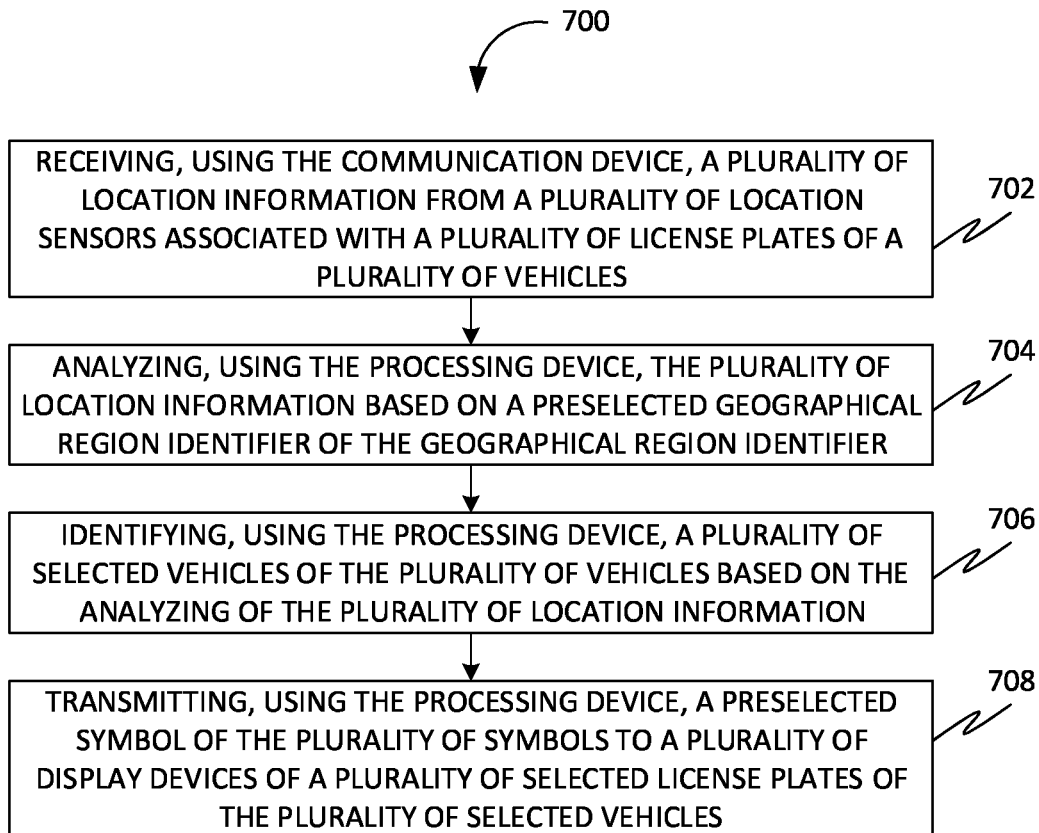 700
RECEIVING, USING THE COMMUNICATION DEVICE, A PLURALITY OF
LOCATION INFORMATION FROM A PLURALITY OF LOCATION
SENSORS ASSOCIATED WITH A PLURALITY OF LICENSE PLATES OF A
PLURALITY OF VEHICLES
702
ANALYZING, USING THE PROCESSING DEVICE, THE PLURALITY OF
LOCATION INFORMATION BASED ON A PRESELECTED GEOGRAPHICAL
REGION IDENTIFIER OF THE GEOGRAPHICAL REGION IDENTIFIER
704
IDENTIFYING, USING THE PROCESSING DEVICE, A PLURALITY OF
SELECTED VEHICLES OF THE PLURALITY OF VEHICLES BASED ON THE
ANALYZING OF THE PLURALITY OF LOCATION INFORMATION
706
TRANSMITTING, USING THE PROCESSING DEVICE, A PRESELECTED
SYMBOL OF THE PLURALITY OF SYMBOLS TO A PLURALITY OF
DISPLAY DEVICES OF A PLURALITY OF SELECTED LICENSE PLATES OF
THE PLURALITY OF SELECTED VEHICLES
708